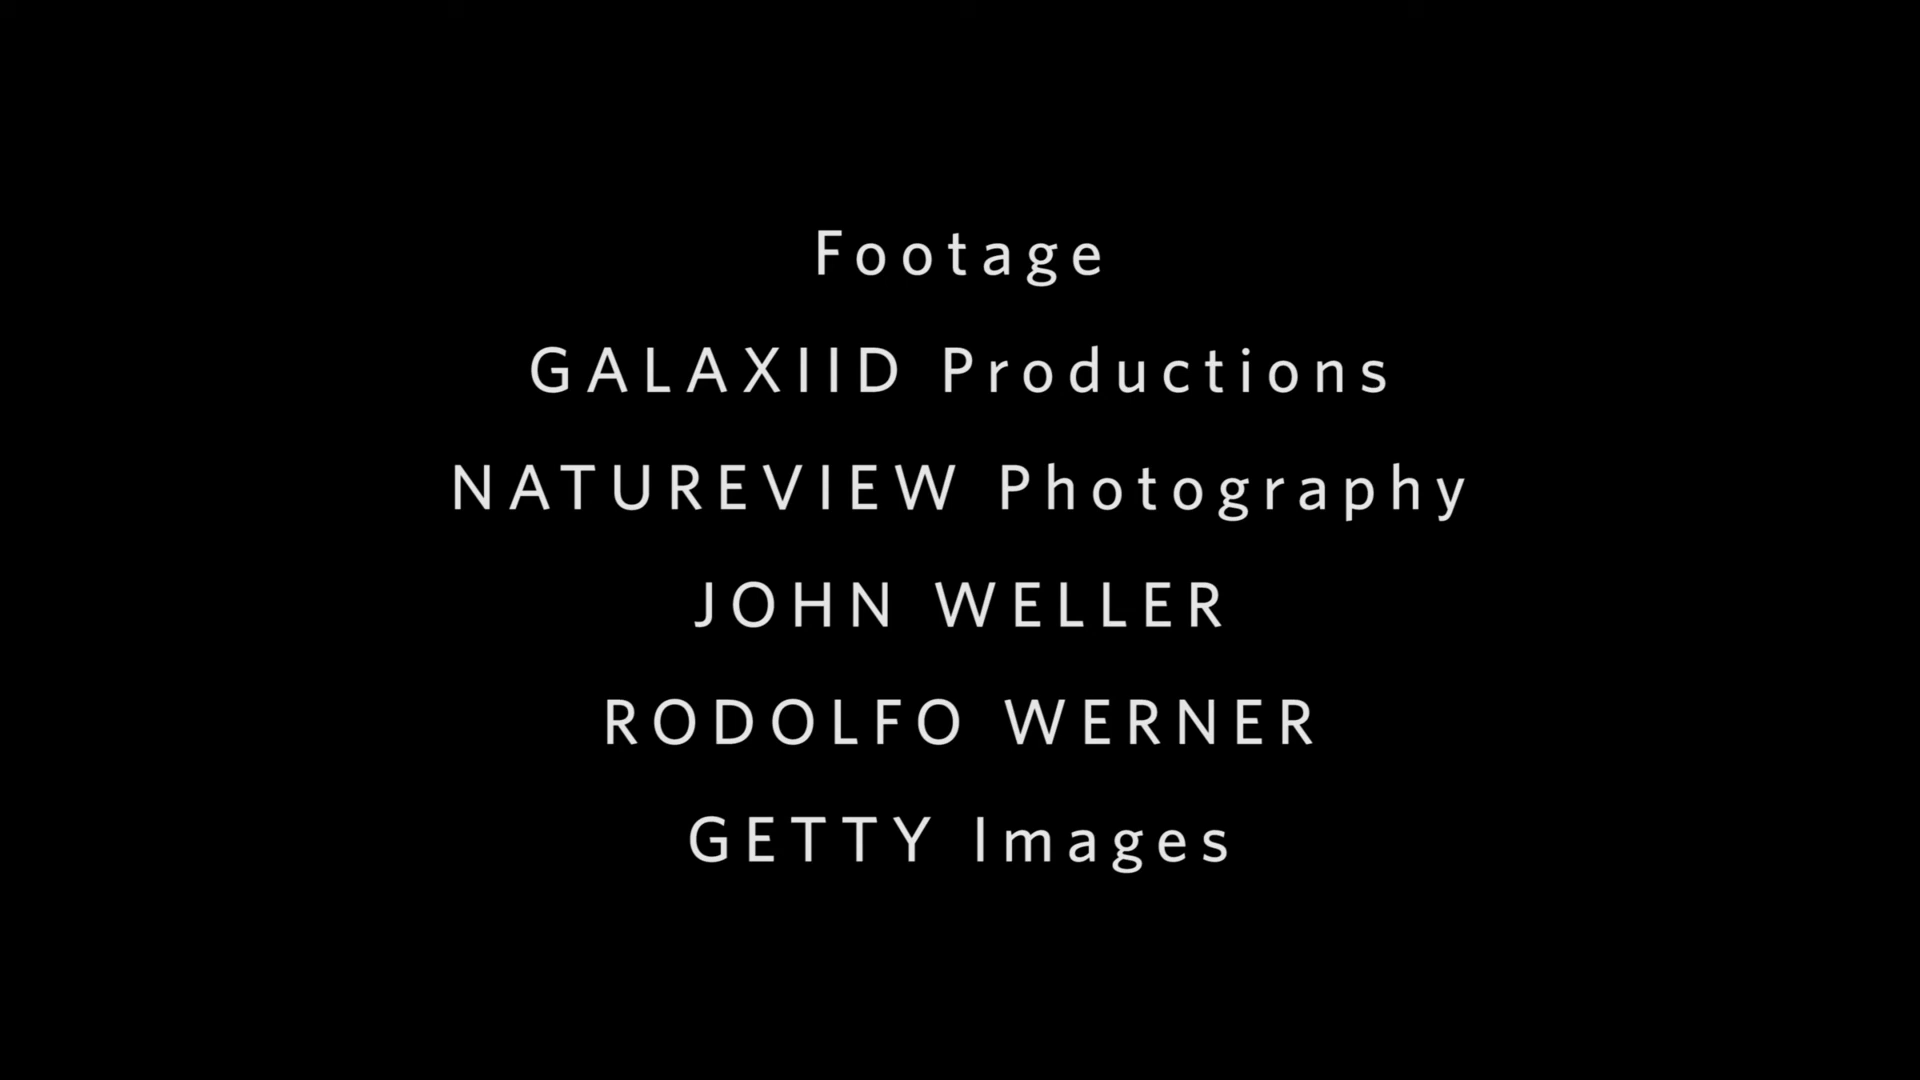 Footage
GALAXIID Productions
NATUREVIEW Photography
JOHN WELLER
RODOLFO WERNER
GETTY Images